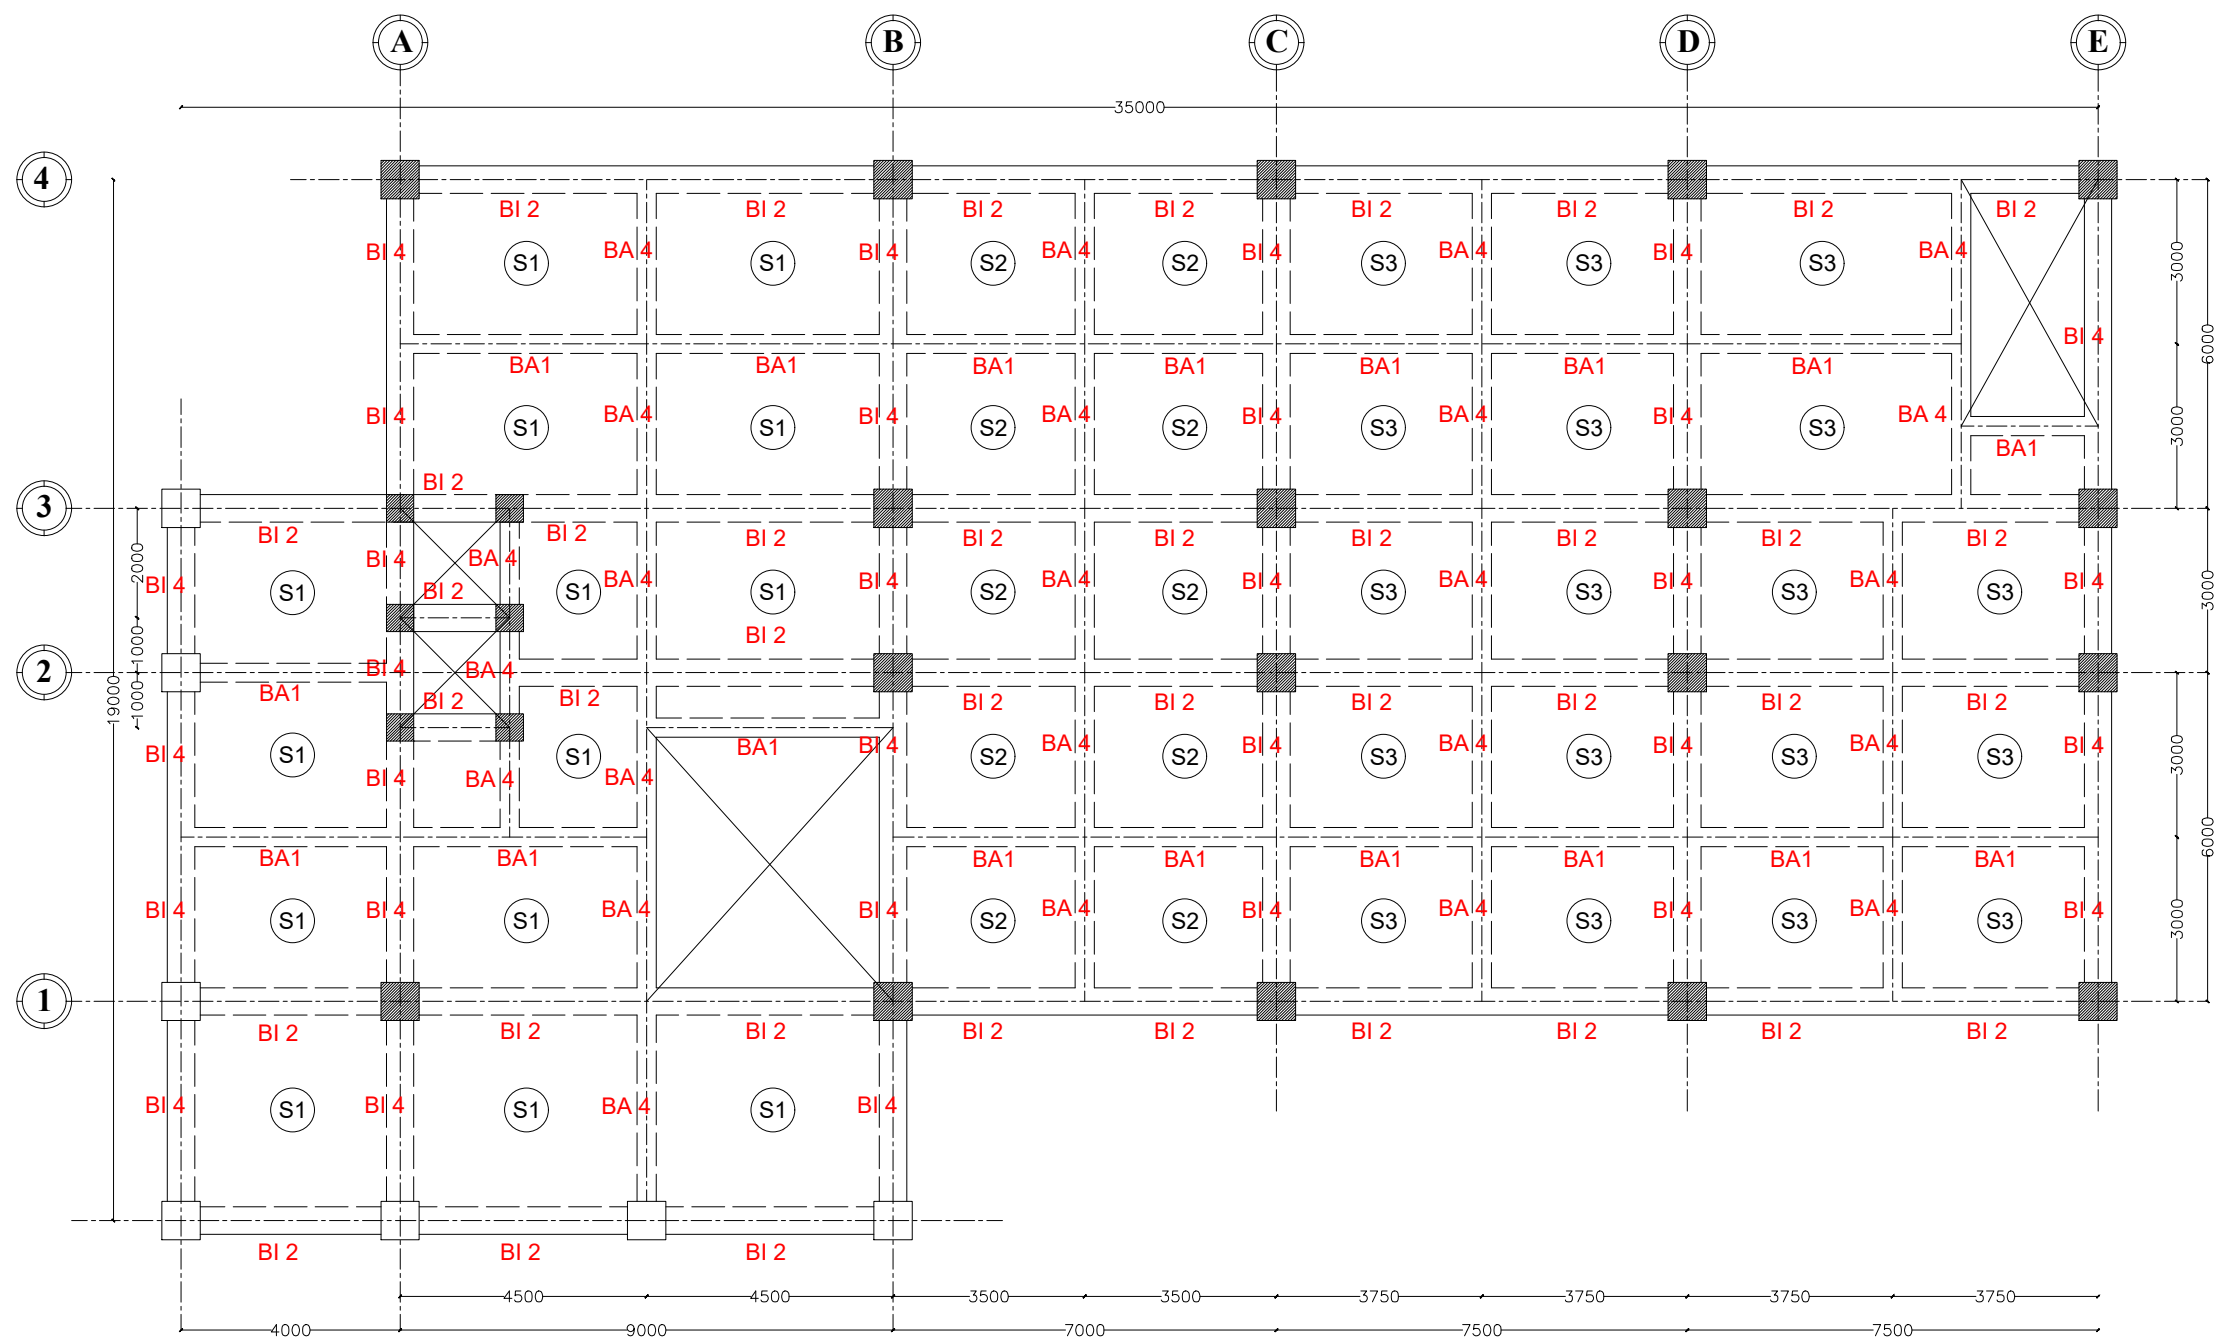 A B C D E
35000
4
BI 2 BI 2 BI 2 BI 2 BI 2 BI 2 BI 2 BI 2
BI 4 BA 4 BI 4 BA 4 BI 4 BA 4 BI 4 BA 4
S1 S1 S2 S2 S3 S3 S3 3000
BI 4 6000
BA1 BA1 BA1 BA1 BA1 BA1 BA1
BI 4 BA 4 BI 4 BA 4 BI 4 BA 4 BI 4 BA 4
S1 S1 S2 S2 S3 S3 S3 3000
BA1
BI 2
3
BI 2 BI 2 BI 2 BI 2 BI 2 BI 2 BI 2 BI 2 BI 2
2000 BI 4 BA 4
BI 4 BA 4 BI 4 BA 4 BI 4 BA 4 BI 4 BA 4 BI 4
S1 BI 2 S1 S1 S2 S2 S3 S3 S3 S3 3000
1000 BI 2
2
BI 4 BA 4
19000 1000 BA1 BI 2 BI 2 BI 2 BI 2 BI 2 BI 2 BI 2 BI 2
BI 4 BA1 BI 4 BA 4 BI 4 BA 4 BI 4 BA 4 BI 4
S1 S1 S2 S2 S3 S3 S3 S3 3000
BI 4 BA 4 BA 4
6000
BA1 BA1 BA1 BA1 BA1 BA1 BA1 BA1
BI 4 BI 4 BA 4 BI 4 BA 4 BI 4 BA 4 BI 4 BA 4 BI 4
S1 S1 S2 S2 S3 S3 S3 S3 3000
1
BI 2 BI 2 BI 2 BI 2 BI 2 BI 2 BI 2 BI 2 BI 2
BI 4 BI 4 BA 4 BI 4
S1 S1 S1
BI 2 BI 2 BI 2
4500 4500 3500 3500 3750 3750 3750 3750
4000 9000 7000 7500 7500